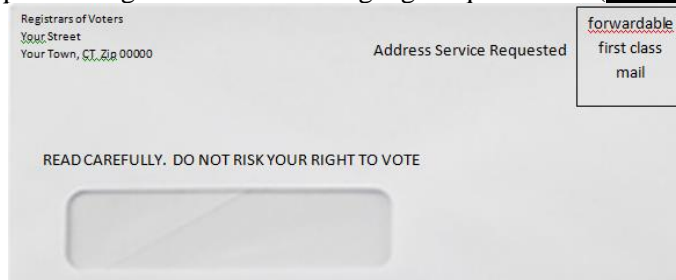 Registrars of Voters
Your Street
Your Town, CT. Zip 00000
Address Service Requested
forwardable
first class
mail
READ CAREFULLY. DO NOT RISK YOUR RIGHT TO VOTE